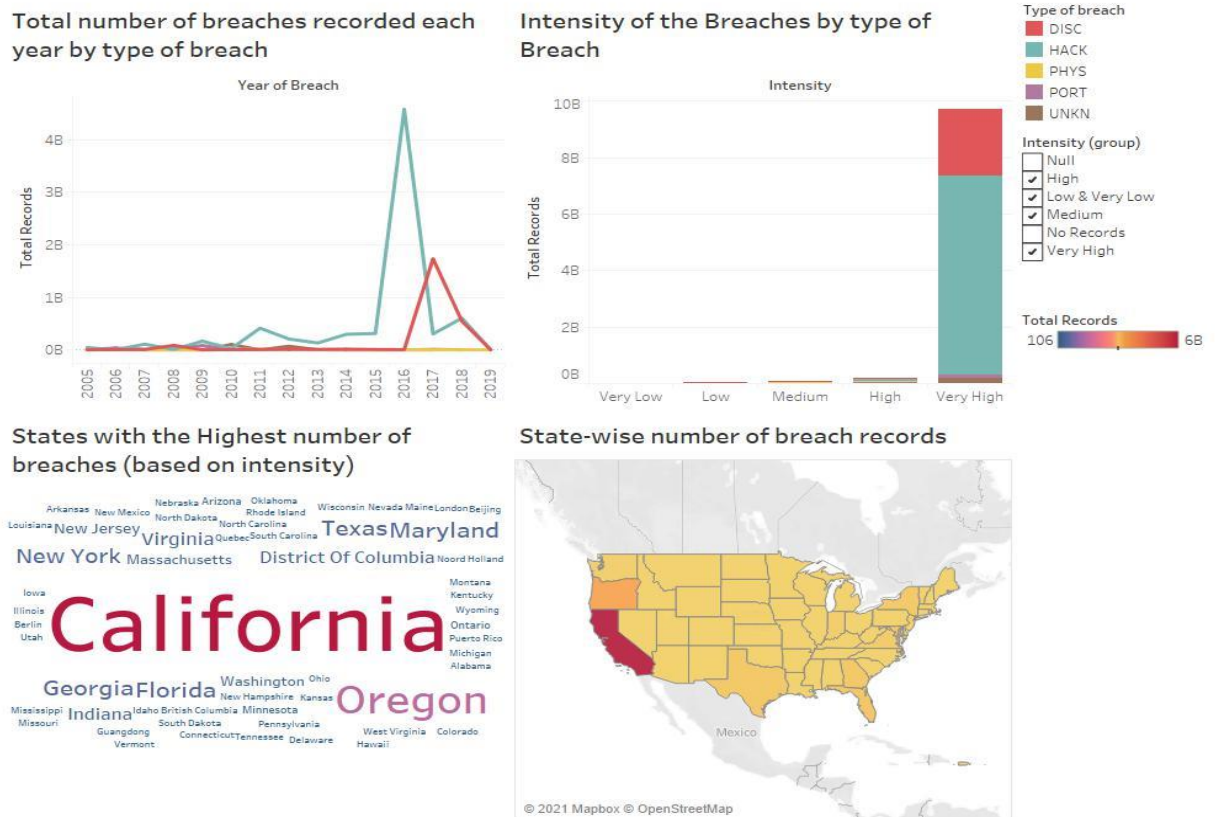 Total number of breaches recorded each
year by type of breach
Year of Breach
Total Records
4B
3B
2B
1B
0B
2005
2006
2007
2008
2009
2010
2011
2012
2013
2014
2015
2016
2017
2018
2019
Intensity of the Breaches by type of
Breach
Intensity
Total Records
10B
8B
6B
4B
2B
0B
Very Low
Low
Medium
High
Very High
Type of breach
DISC
HACK
PHYS
PORT
UNKN
Intensity (group)
Null
High
Low & Very Low
Medium
No Records
Very High
Total Records
106 6B
States with the Highest number of
breaches (based on intensity)
Nebraska Arizona Oklahoma
Arkansas New Mexico Rhode Island Wisconsin Nevada Maine London Beijing
North Dakota North Carolina
Louisiana New Jersey Virginia Quebec South Carolina Texas Maryland
New York Massachusetts District Of Columbia Noord Holland
Montana
Iowa
Kentucky
Illinois
Wyoming
Berlin
California
Ontario
Utah
Puerto Rico
Michigan
Alabama
Georgia Florida Washington Ohio
New Hampshire Kansas Oregon
Mississippi Indiana Idaho British Columbia Minnesota
Missouri South Dakota Pennsylvania
Guangdong Connecticut Tennessee Delaware West Virginia Colorado
Vermont Hawaii
State-wise number of breach records
Mexico
© 2021 Mapbox © OpenStreetMap